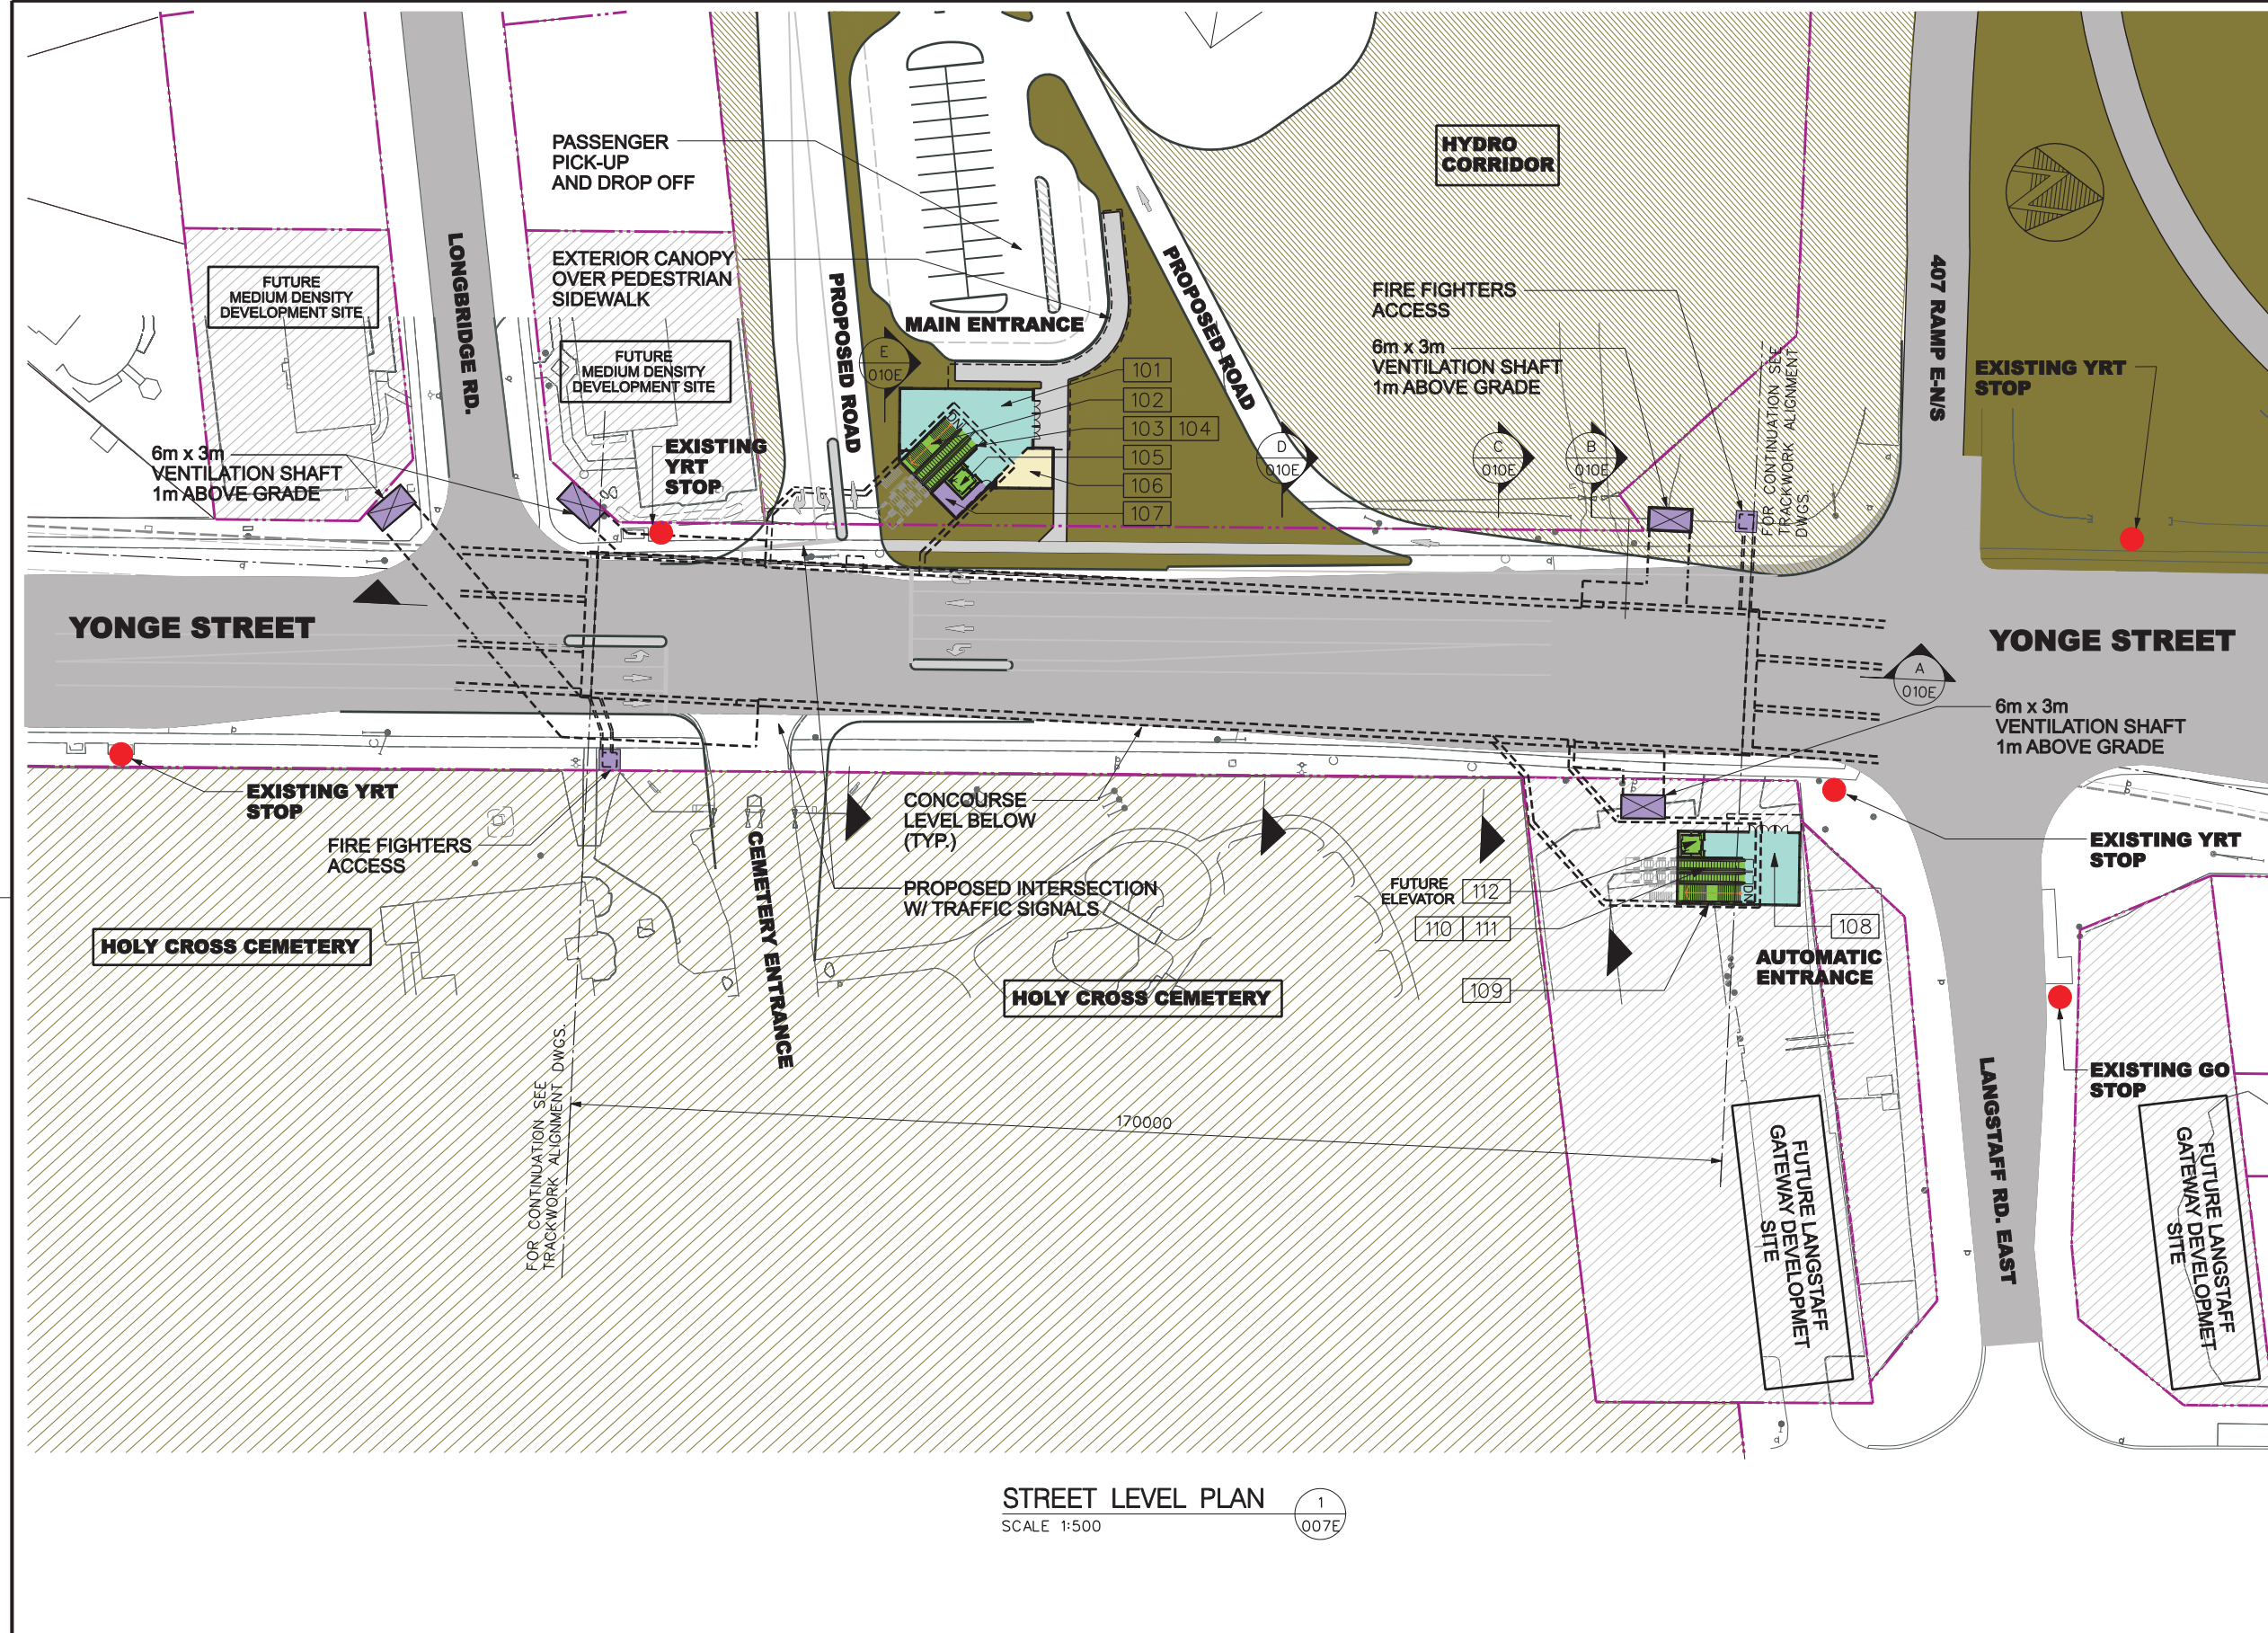 PASSENGER
PICK-UP
AND DROP OFF
HYDRO
CORRIDOR
LONGBRIDGE RD.
EXTERIOR CANOPY
OVER PEDESTRIAN
SIDEWALK
FUTURE
MEDIUM DENSITY
DEVELOPMENT SITE
PROPOSED ROAD
MAIN ENTRANCE
PROPOSED ROAD
FIRE FIGHTERS
ACCESS
6m x 3m
VENTILATION SHAFT
1m ABOVE GRADE
407 RAMP E-N/S
EXISTING YRT
STOP
FUTURE
MEDIUM DENSITY
DEVELOPMENT SITE
E
010E
101
102
103 104
105
106
107
DN
D
010E
C
010E
B
010E
FOR CONTINUATION SEE
TRACKWORK ALIGNMENT
DWGS.
6m x 3m
VENTILATION SHAFT
1m ABOVE GRADE
EXISTING
YRT
STOP
YONGE STREET
YONGE STREET
A
010E
6m x 3m
VENTILATION SHAFT
1m ABOVE GRADE
EXISTING YRT
STOP
FIRE FIGHTERS
ACCESS
CONCOURSE
LEVEL BELOW
(TYP.)
PROPOSED INTERSECTION
W/ TRAFFIC SIGNALS
CEMETERY ENTRANCE
EXISTING YRT
STOP
FUTURE
ELEVATOR
112
110 111
109
DN
108
AUTOMATIC
ENTRANCE
HOLY CROSS CEMETERY
HOLY CROSS CEMETERY
FOR CONTINUATION SEE
TRACKWORK ALIGNMENT DWGS.
170000
LANGSTAFF RD. EAST
EXISTING GO
STOP
FUTURE LANGSTAFF
GATEWAY DEVELOPMET
SITE
FUTURE LANGSTAFF
GATEWAY DEVELOPMET
SITE
STREET LEVEL PLAN
SCALE 1:500
1
007E